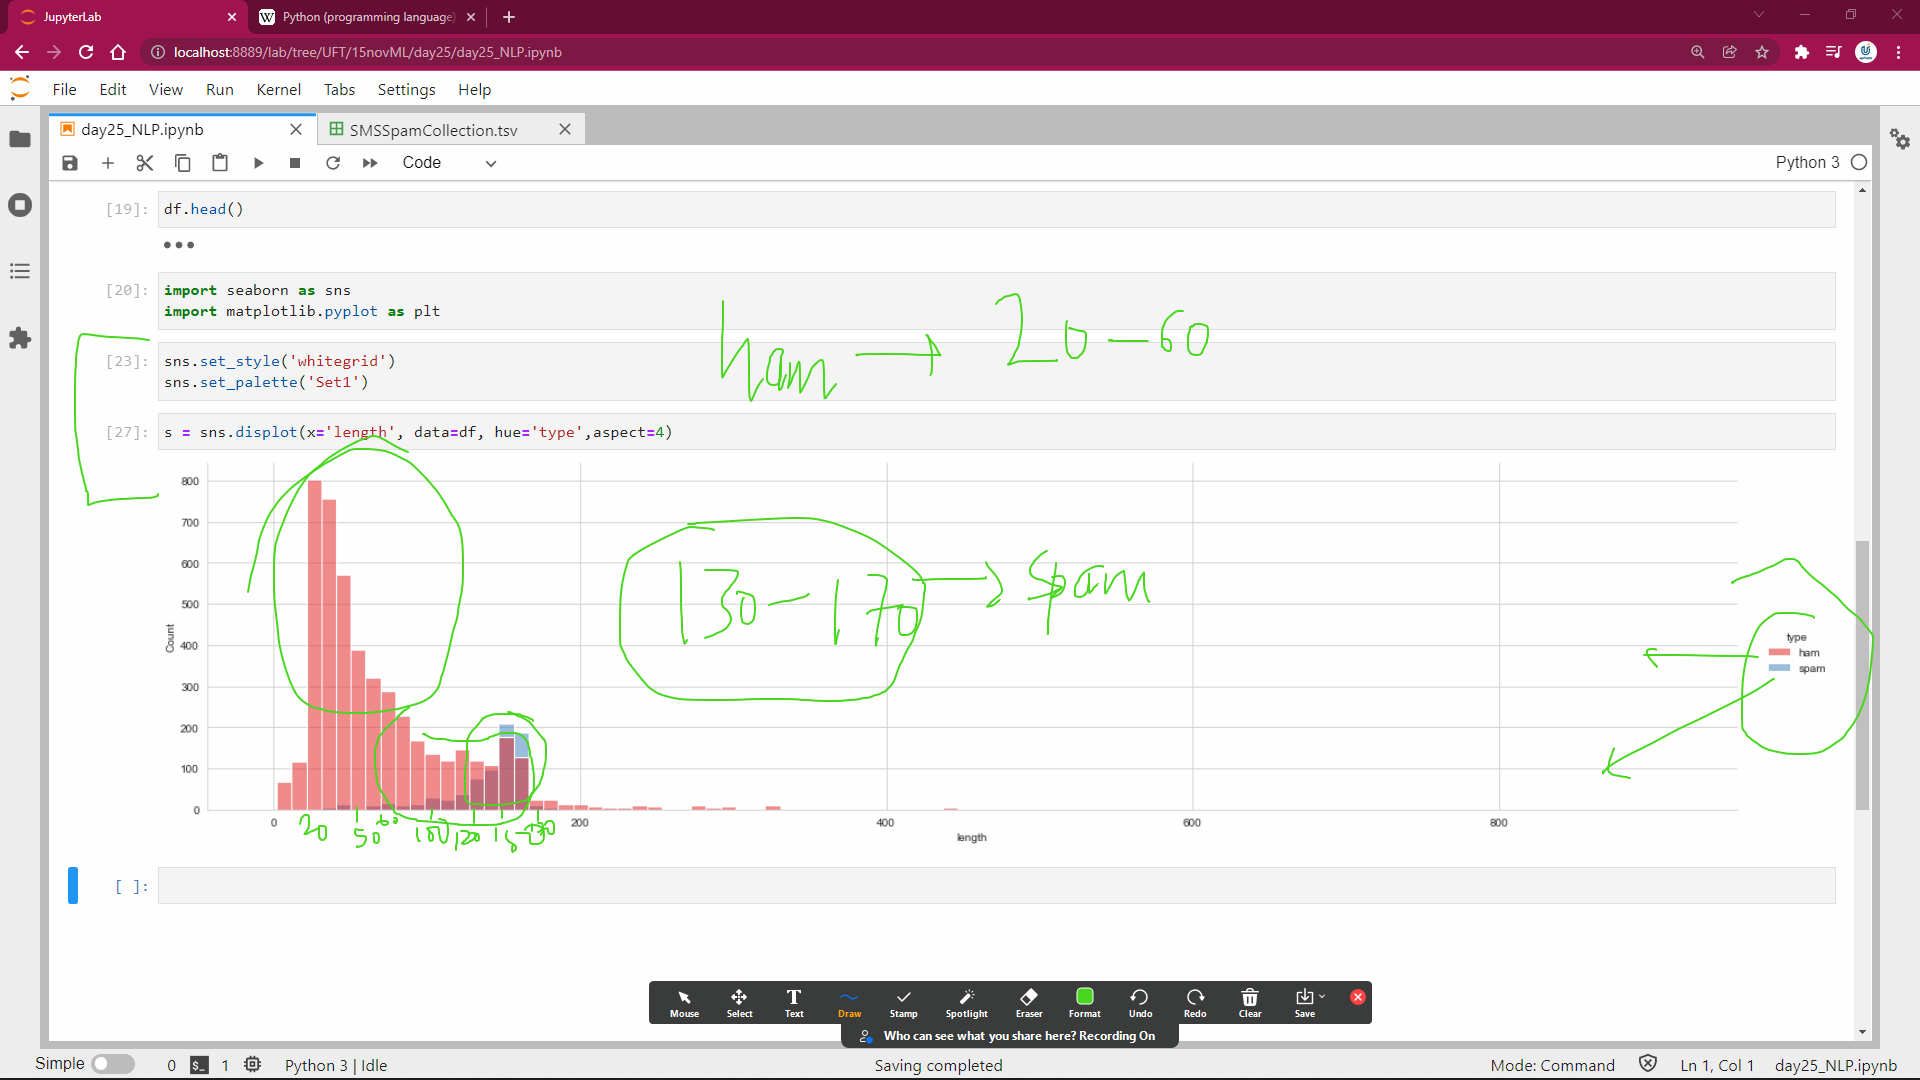 JupyterLab
Python (programming language)
localhost:8889/lab/tree/UFT/15novML/day25/day25_NLP.ipynb
File Edit View Run Kernel Tabs Settings Help
day25_NLP.ipynb
SMSSpamCollection.tsv
Code
Python 3
[19]: df.head()
[20]: import seaborn as sns
import matplotlib.pyplot as plt
ham → 20-60
[23]: sns.set_style('whitegrid')
sns.set_palette('Set1')
[27]: s = sns.displot(x='length', data=df, hue='type',aspect=4)
800
700
600
500
400
300
200
100
0
Count
130-170 → spam
type
ham
spam
0 200 400 600 800
20 50 60 100 120
length
[ ]:
Mouse Select Text Draw Stamp Spotlight Eraser Format Undo Redo Clear Save
Who can see what you share here? Recording On
Simple 0 $_ 1 Python 3 | Idle Saving completed Mode: Command Ln 1, Col 1 day25_NLP.ipynb